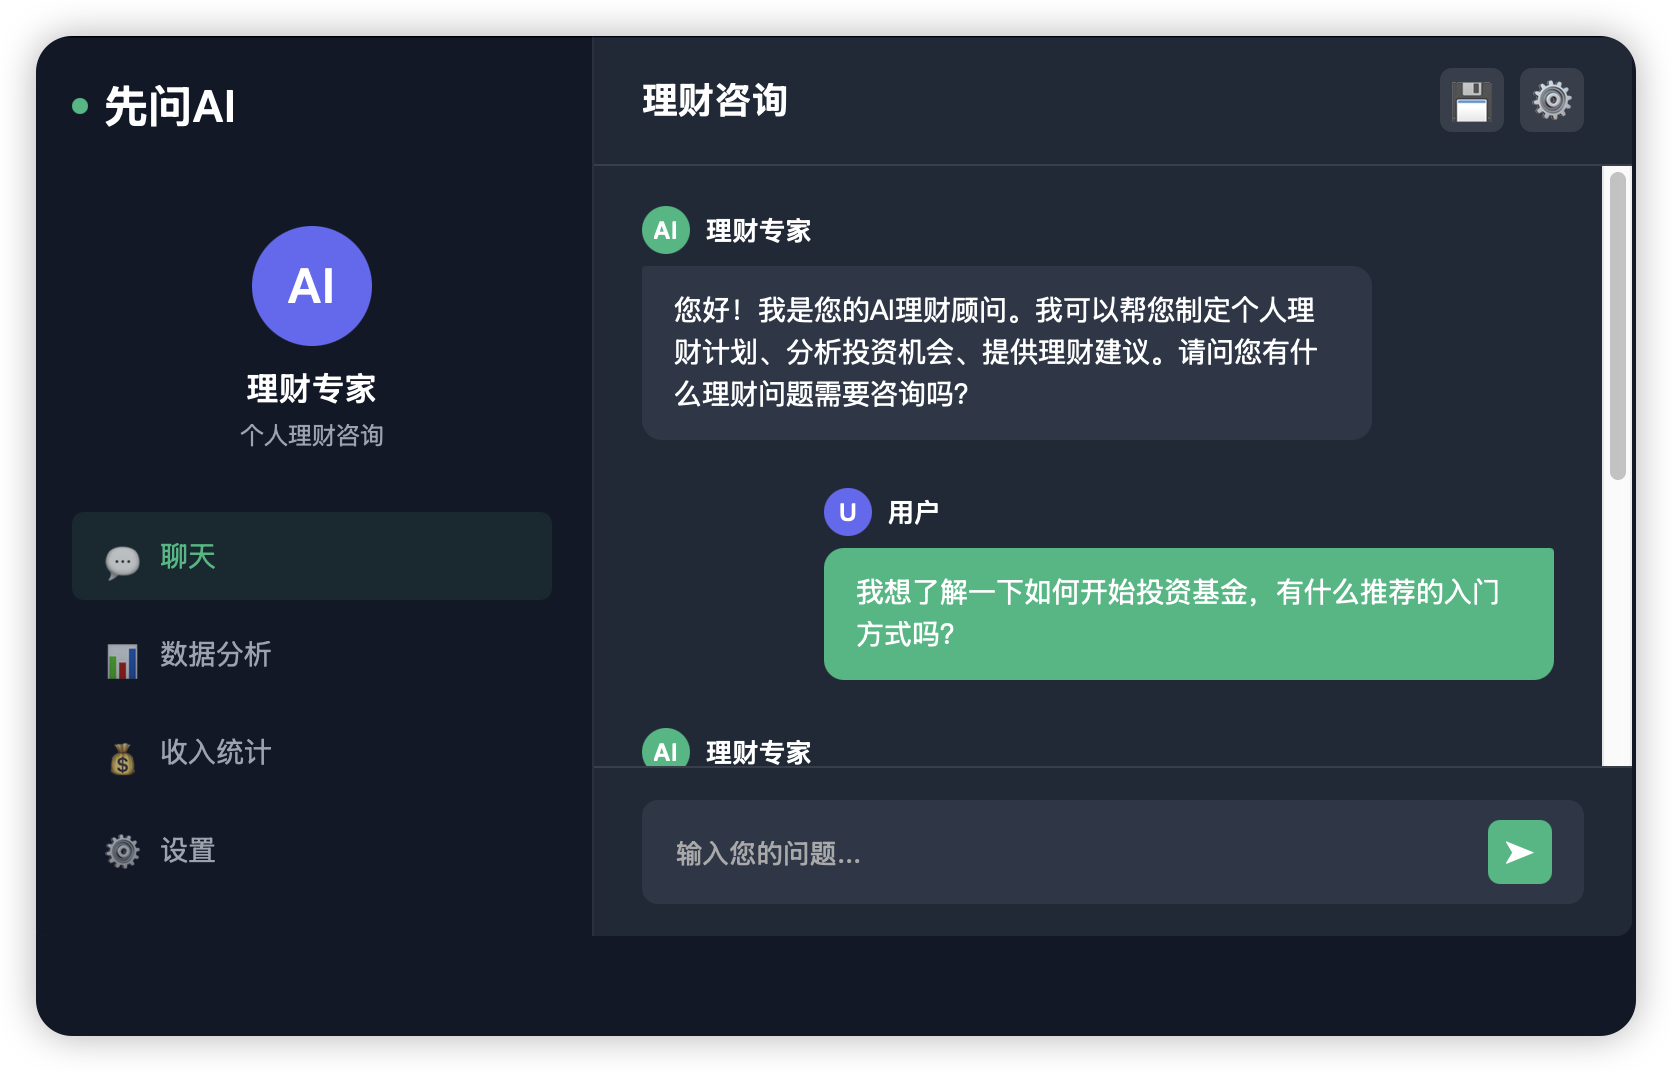 先问AI
AI
理财专家
个人理财咨询
聊天
数据分析
收入统计
设置
理财咨询
AI 理财专家
您好！我是您的AI理财顾问。我可以帮您制定个人理
财计划、分析投资机会、提供理财建议。请问您有什
么理财问题需要咨询吗？
U 用户
我想了解一下如何开始投资基金，有什么推荐的入门
方式吗？
AI 理财专家
输入您的问题...